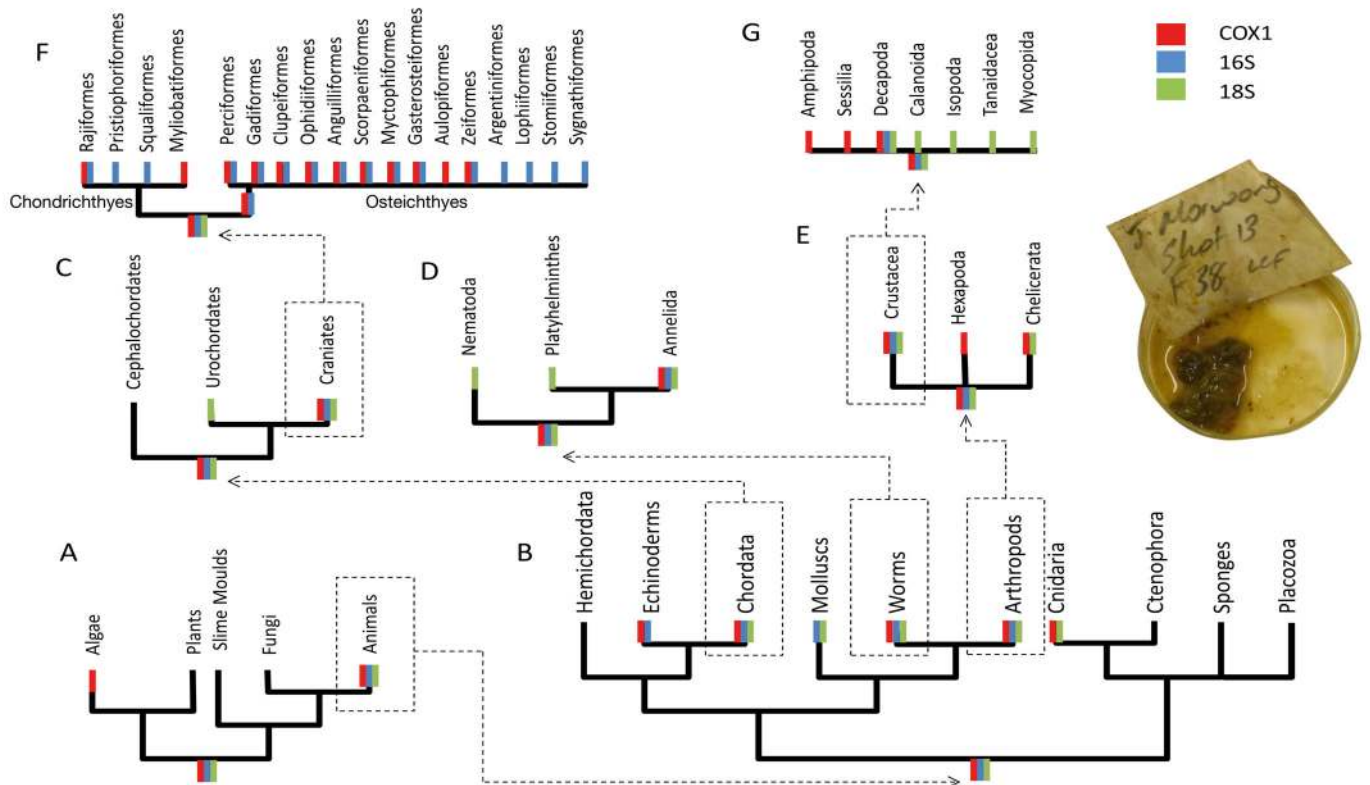 F
Rajiformes
Pristiophoriformes
Squaliformes
Myliobatiformes
Perciformes
Gadiformes
Clupeiformes
Ophidiiformes
Anguilliformes
Scorpaeniformes
Myctophiformes
Gasterosteiformes
Aulopiformes
Zeiformes
Argentiniformes
Lophiiformes
Stomiiformes
Sygnathiformes
Chondrichthyes
Osteichthyes
G
Amphipoda
Sessilia
Decapoda
Calanoida
Isopoda
Tanaidacea
Myocopida
COX1
16S
18S
C
Cephalochordates
Urochordates
Craniates
D
Nematoda
Platyhelminthes
Annelida
E
Crustacea
Hexapoda
Chelicerata
J. Morwong
Shot 13
F38
A
Algae
Plants
Slime Moulds
Fungi
Animals
B
Hemichordata
Echinoderms
Chordata
Molluscs
Worms
Arthropods
Cnidaria
Ctenophora
Sponges
Placozoa